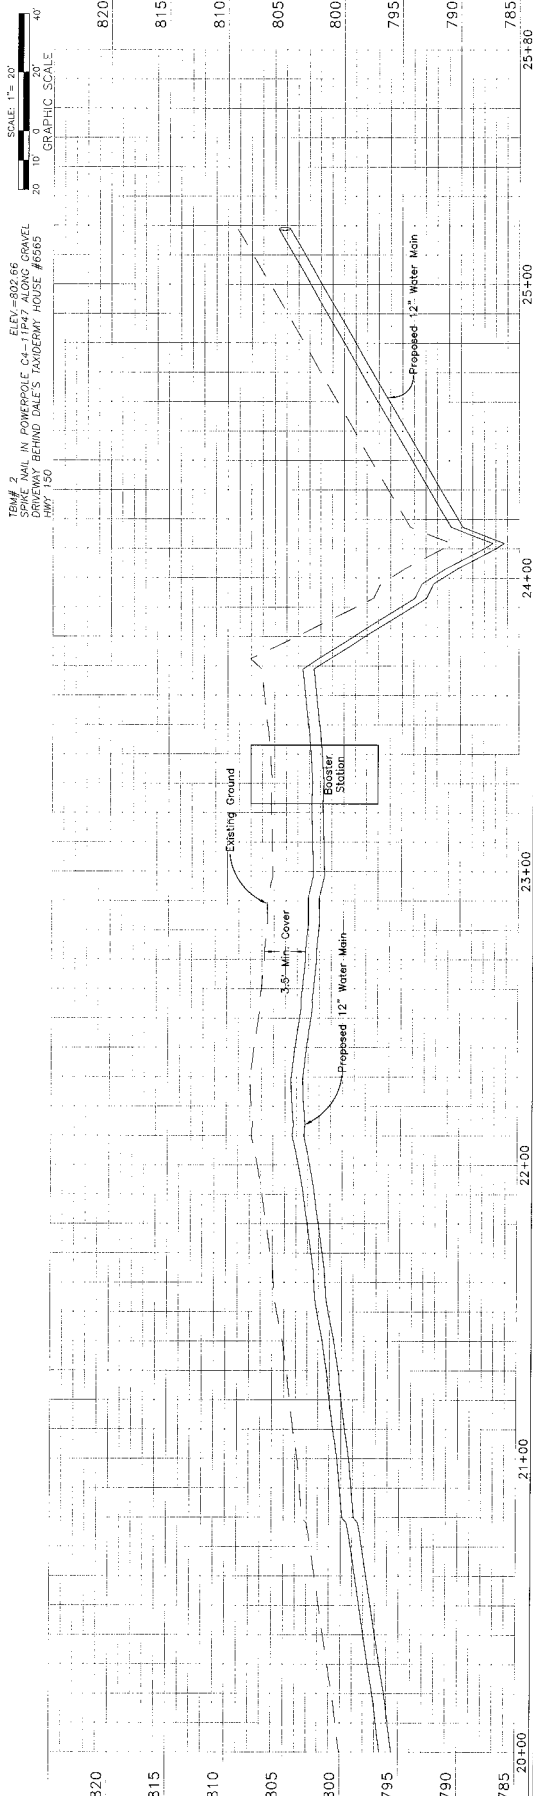 TBM# 2 ELEV.=802.66
SPIKE NAIL IN POWERPOLE C4-11P47 ALONG GRAVEL
DRIVEWAY BEHIND DALE'S TAXIDERMY HOUSE #6565
HWY 150
SCALE: 1"= 20'
20 10' 0 20' 40'
GRAPHIC SCALE
820
815
810
805
800
795
790
785
820
815
810
805
800
795
790
785
Existing Ground
3.5' Min. Cover
Proposed 12" Water Main
Booster
Station
Proposed 12" Water Main
20+00
21+00
22+00
23+00
24+00
25+00
25+80